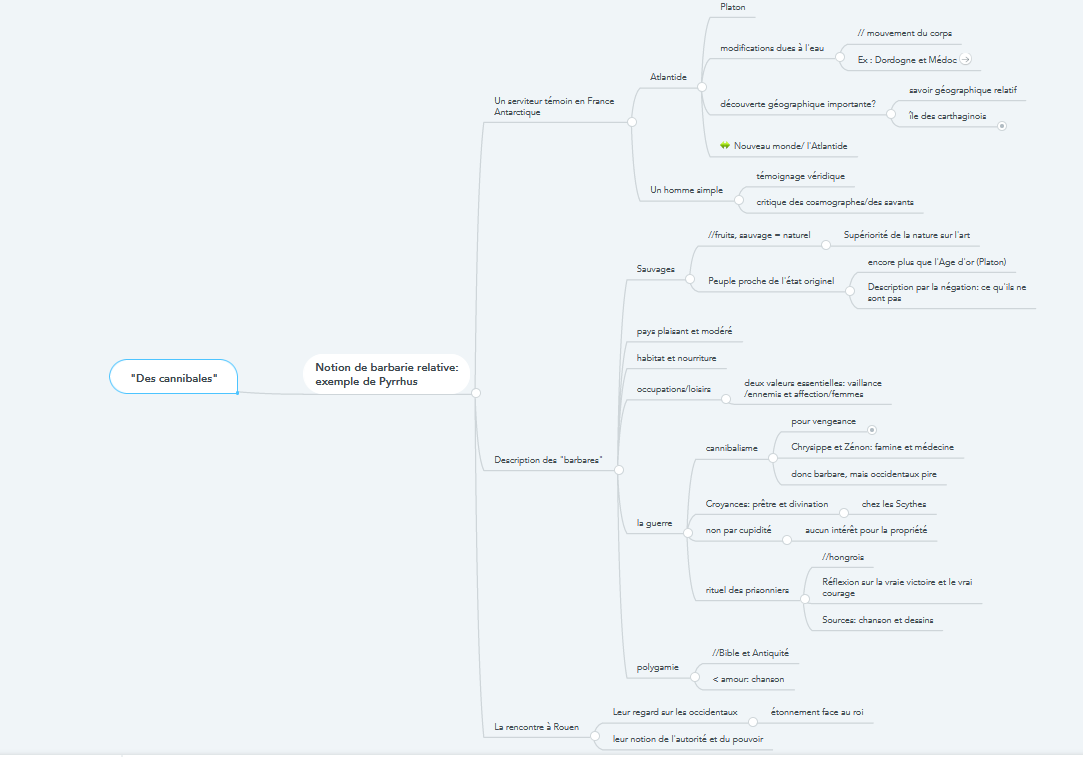 "Des cannibales"
Notion de barbarie relative:
exemple de Pyrrhus
Un serviteur témoin en France
Antarctique
Atlantide
Platon
modifications dues à l'eau
// mouvement du corps
Ex : Dordogne et Médoc
découverte géographique importante?
savoir géographique relatif
île des carthaginois
Nouveau monde/ l'Atlantide
Un homme simple
témoignage véridique
critique des cosmographes/des savants
Description des "barbares"
Sauvages
//fruits, sauvage = naturel
Supériorité de la nature sur l'art
Peuple proche de l'état originel
encore plus que l'Age d'or (Platon)
Description par la négation: ce qu'ils ne
sont pas
pays plaisant et modéré
habitat et nourriture
occupations/loisirs
deux valeurs essentielles: vaillance
/ennemis et affection/femmes
la guerre
cannibalisme
pour vengeance
Chrysippe et Zénon: famine et médecine
donc barbare, mais occidentaux pire
Croyances: prêtre et divination
chez les Scythes
non par cupidité
aucun intérêt pour la propriété
rituel des prisonniers
//hongrois
Réflexion sur la vraie victoire et le vrai
courage
Sources: chanson et dessins
polygamie
//Bible et Antiquité
< amour: chanson
La rencontre à Rouen
Leur regard sur les occidentaux
étonnement face au roi
leur notion de l'autorité et du pouvoir